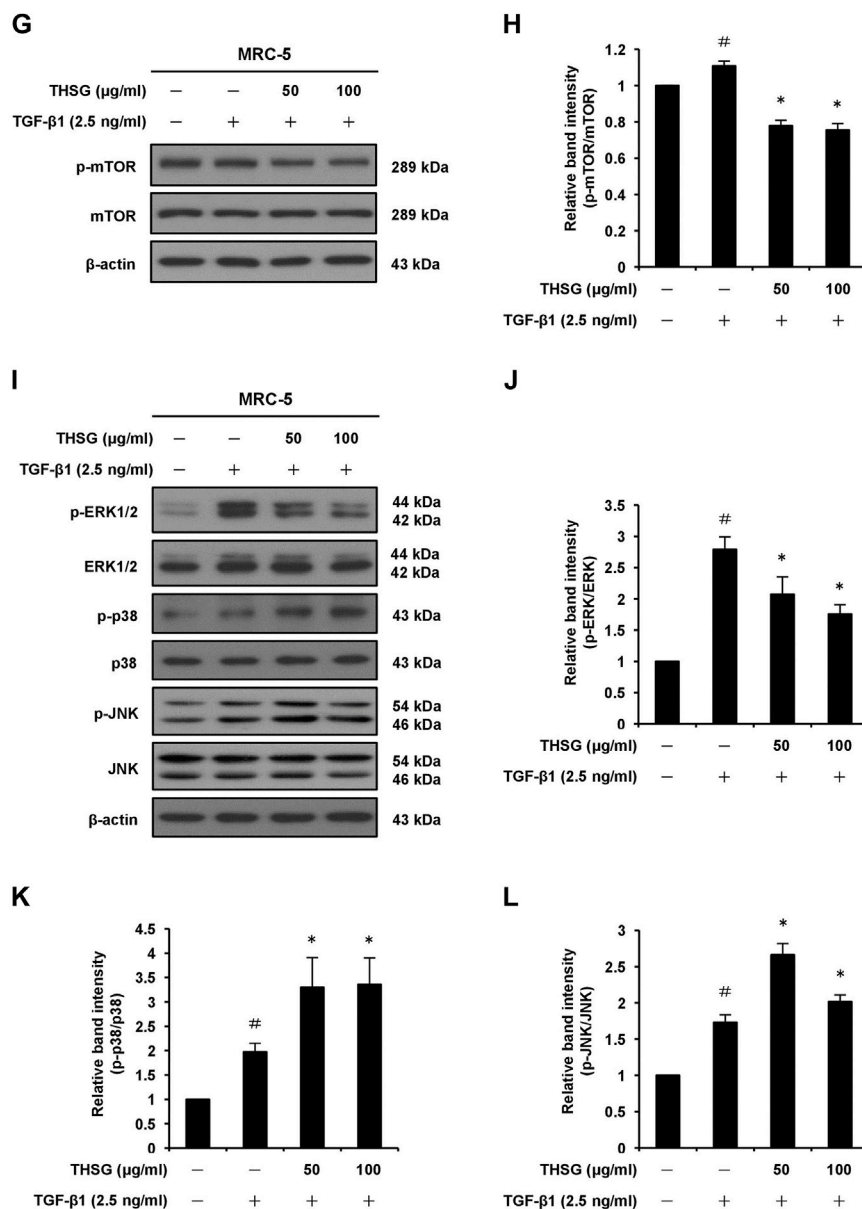 G
MRC-5
THSG (µg/ml) – – 50 100
TGF-β1 (2.5 ng/ml) – + + +
p-mTOR 289 kDa
mTOR 289 kDa
β-actin 43 kDa
H
Relative band intensity
(p-mTOR/mTOR)
1.2
1
0.8
0.6
0.4
0.2
0
#
*
*
THSG (µg/ml) – – 50 100
TGF-β1 (2.5 ng/ml) – + + +
I
MRC-5
THSG (µg/ml) – – 50 100
TGF-β1 (2.5 ng/ml) – + + +
p-ERK1/2 44 kDa
42 kDa
ERK1/2 44 kDa
42 kDa
p-p38 43 kDa
p38 43 kDa
p-JNK 54 kDa
46 kDa
JNK 54 kDa
46 kDa
β-actin 43 kDa
J
Relative band intensity
(p-ERK/ERK)
3.5
3
2.5
2
1.5
1
0.5
0
#
*
*
THSG (µg/ml) – – 50 100
TGF-β1 (2.5 ng/ml) – + + +
K
Relative band intensity
(p-p38/p38)
4.5
4
3.5
3
2.5
2
1.5
1
0.5
0
#
*
*
THSG (µg/ml) – – 50 100
TGF-β1 (2.5 ng/ml) – + + +
L
Relative band intensity
(p-JNK/JNK)
3
2.5
2
1.5
1
0.5
0
#
*
*
THSG (µg/ml) – – 50 100
TGF-β1 (2.5 ng/ml) – + + +